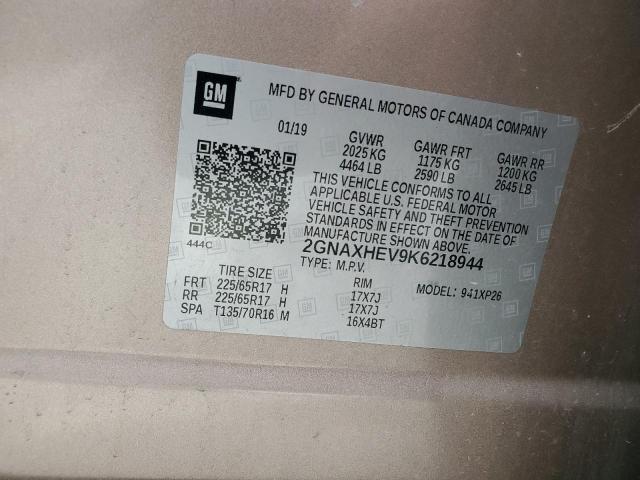 GM
MFD BY GENERAL MOTORS OF CANADA COMPANY
01/19 GVWR GAWR FRT GAWR RR
2025 KG 1175 KG 1200 KG
4464 LB 2590 LB 2645 LB
THIS VEHICLE CONFORMS TO ALL
APPLICABLE U.S. FEDERAL MOTOR
VEHICLE SAFETY AND THEFT PREVENTION
STANDARDS IN EFFECT ON THE DATE OF
MANUFACTURE SHOWN ABOVE.
444C 2GNAXHEV9K6218944
TYPE: M.P.V.
TIRE SIZE RIM MODEL: 941XP26
FRT 225/65R17 H 17X7J
RR 225/65R17 H 17X7J
SPA T135/70R16 M 16X4BT